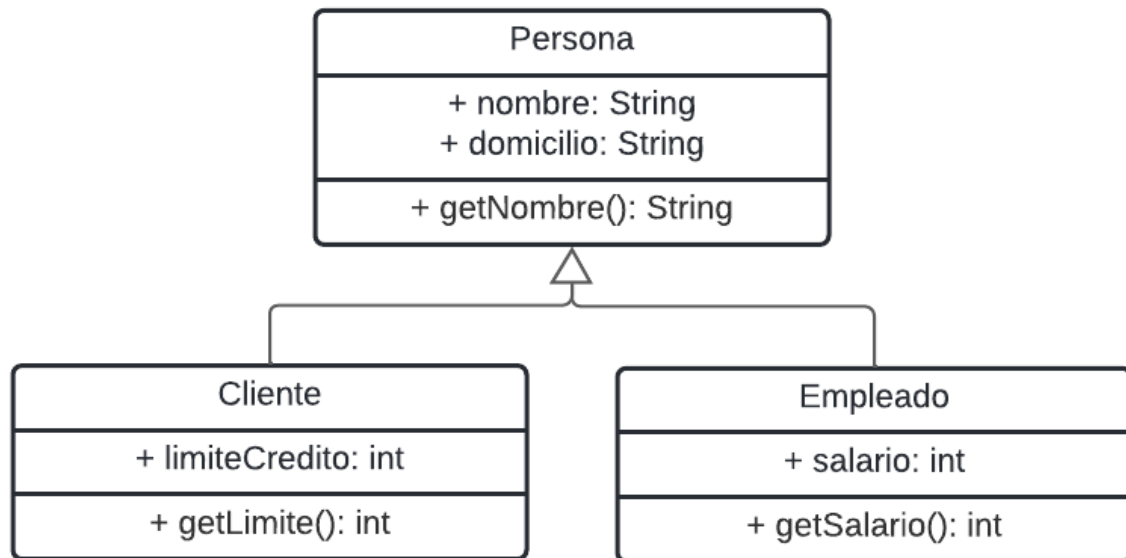 Persona
+ nombre: String
+ domicilio: String
+ getNombre(): String
Cliente
+ limiteCredito: int
+ getLimite(): int
Empleado
+ salario: int
+ getSalario(): int